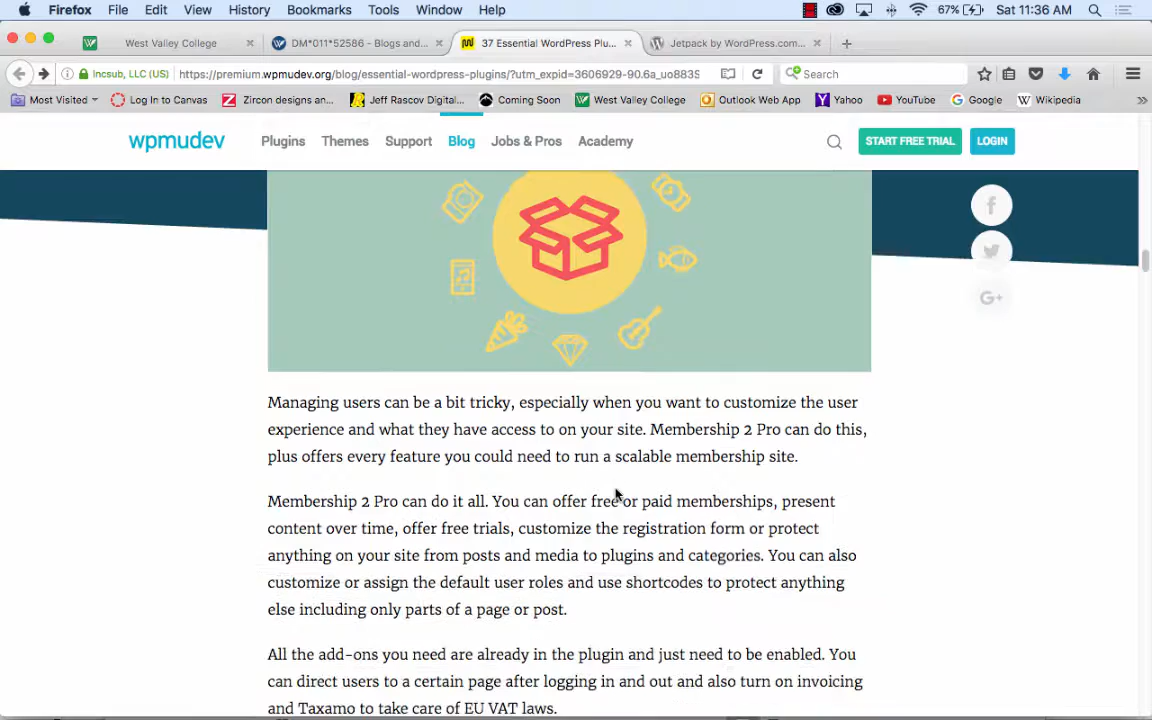 Firefox File Edit View History Bookmarks Tools Window Help 67% Sat 11:36 AM
West Valley College × DM*011*52586 - Blogs and... × 37 Essential WordPress Plu... × Jetpack by WordPress.com... × +
Incsub, LLC (US) https://premium.wpmudev.org/blog/essential-wordpress-plugins/?utm_expid=3606929-90.6a_uo883S Search
Most Visited Log In to Canvas Zircon designs an... Jeff Rascov Digital... Coming Soon West Valley College Outlook Web App Yahoo YouTube Google Wikipedia »
wpmudev Plugins Themes Support Blog Jobs & Pros Academy START FREE TRIAL LOGIN
G+
Managing users can be a bit tricky, especially when you want to customize the user
experience and what they have access to on your site. Membership 2 Pro can do this,
plus offers every feature you could need to run a scalable membership site.
Membership 2 Pro can do it all. You can offer free or paid memberships, present
content over time, offer free trials, customize the registration form or protect
anything on your site from posts and media to plugins and categories. You can also
customize or assign the default user roles and use shortcodes to protect anything
else including only parts of a page or post.
All the add-ons you need are already in the plugin and just need to be enabled. You
can direct users to a certain page after logging in and out and also turn on invoicing
and Taxamo to take care of EU VAT laws.